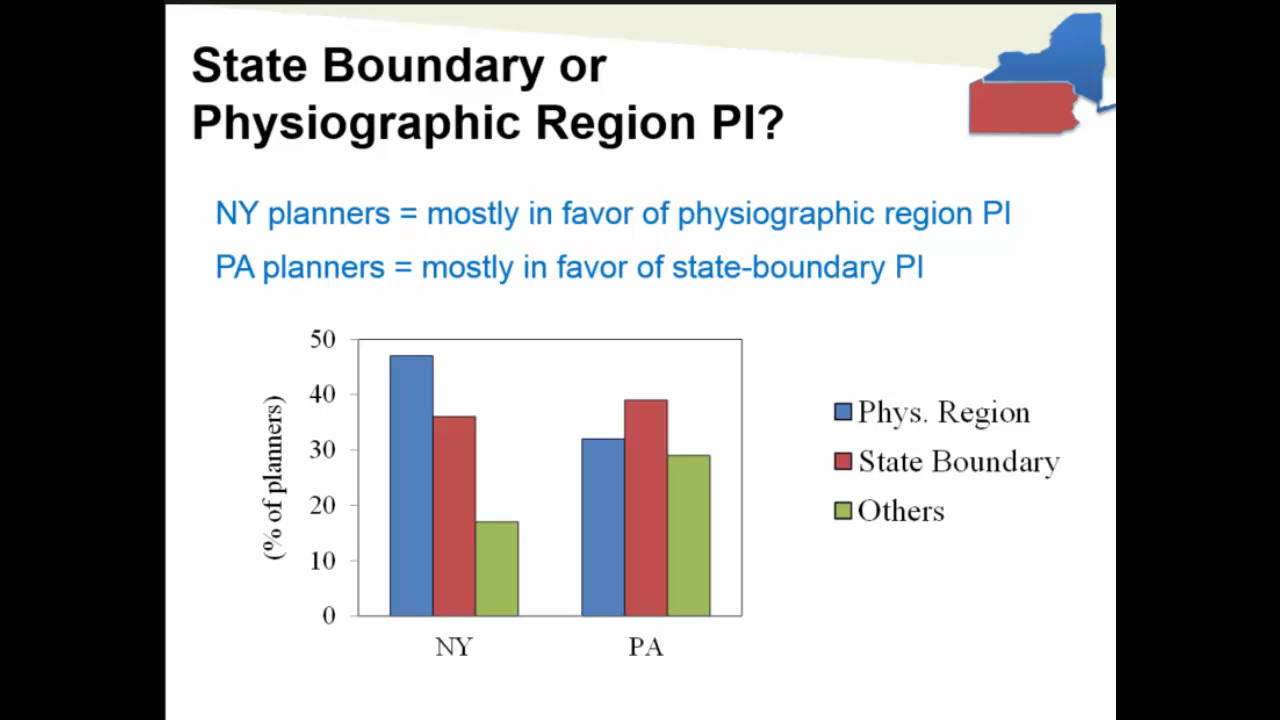 State Boundary or
Physiographic Region PI?
NY planners = mostly in favor of physiographic region PI
PA planners = mostly in favor of state-boundary PI
50
40
30
20
10
0
(% of planners)
NY
PA
Phys. Region
State Boundary
Others